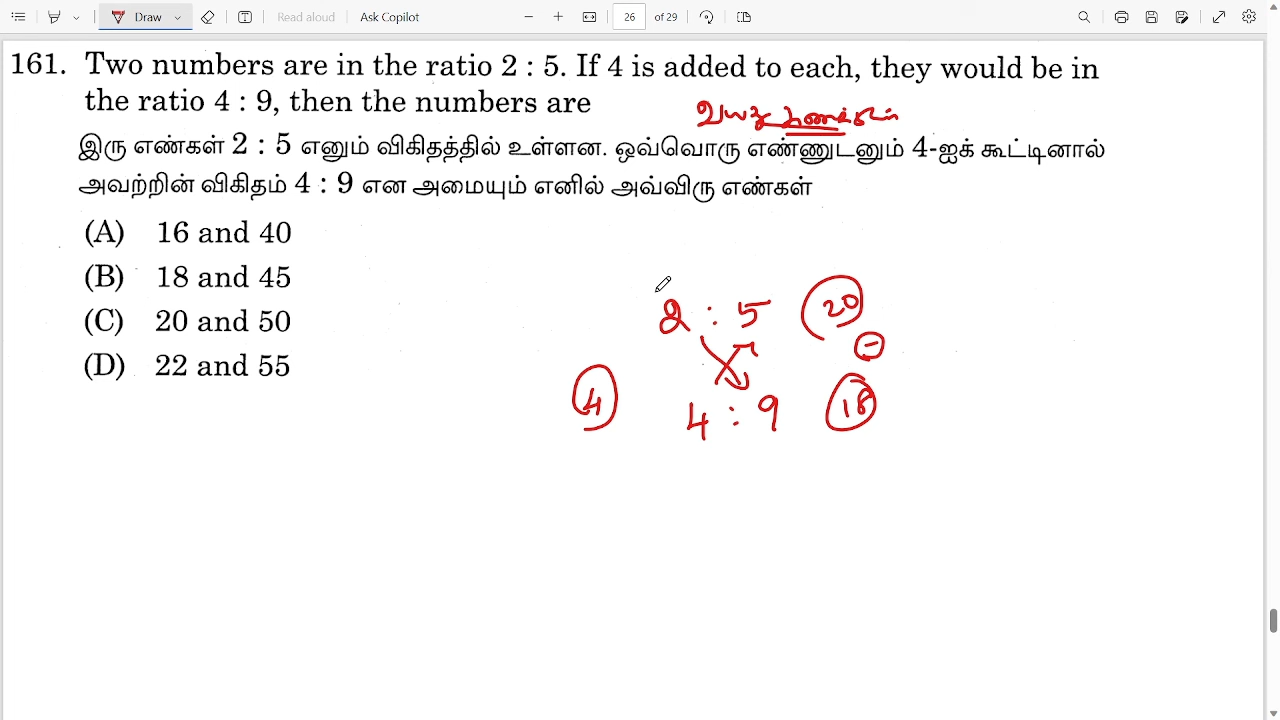 Draw Read aloud Ask Copilot 26 of 29
161. Two numbers are in the ratio 2 : 5. If 4 is added to each, they would be in
the ratio 4 : 9, then the numbers are
வயது கணக்குகள்
இரு எண்கள் 2 : 5 எனும் விகிதத்தில் உள்ளன. ஒவ்வொரு எண்ணுடனும் 4-ஐக் கூட்டினால்
அவற்றின் விகிதம் 4 : 9 என அமையும் எனில் அவ்விரு எண்கள்
(A) 16 and 40
(B) 18 and 45
(C) 20 and 50
(D) 22 and 55
2 : 5 20
-
4 4 : 9 18